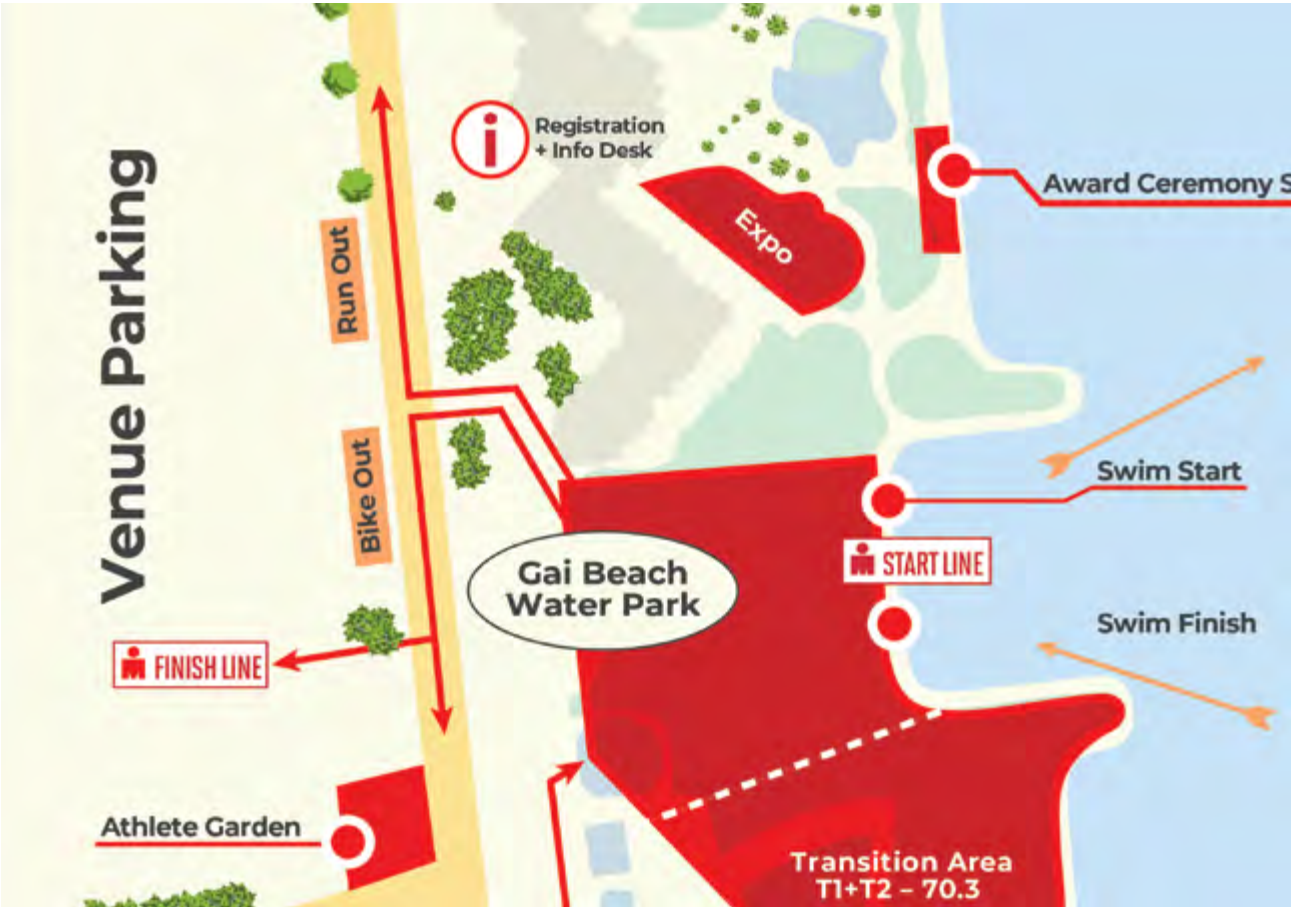 Registration
+ Info Desk
Award Ceremony S
Expo
Venue Parking
Run Out
Bike Out
Swim Start
Gai Beach
Water Park
START LINE
Swim Finish
FINISH LINE
Athlete Garden
Transition Area
T1+T2 – 70.3